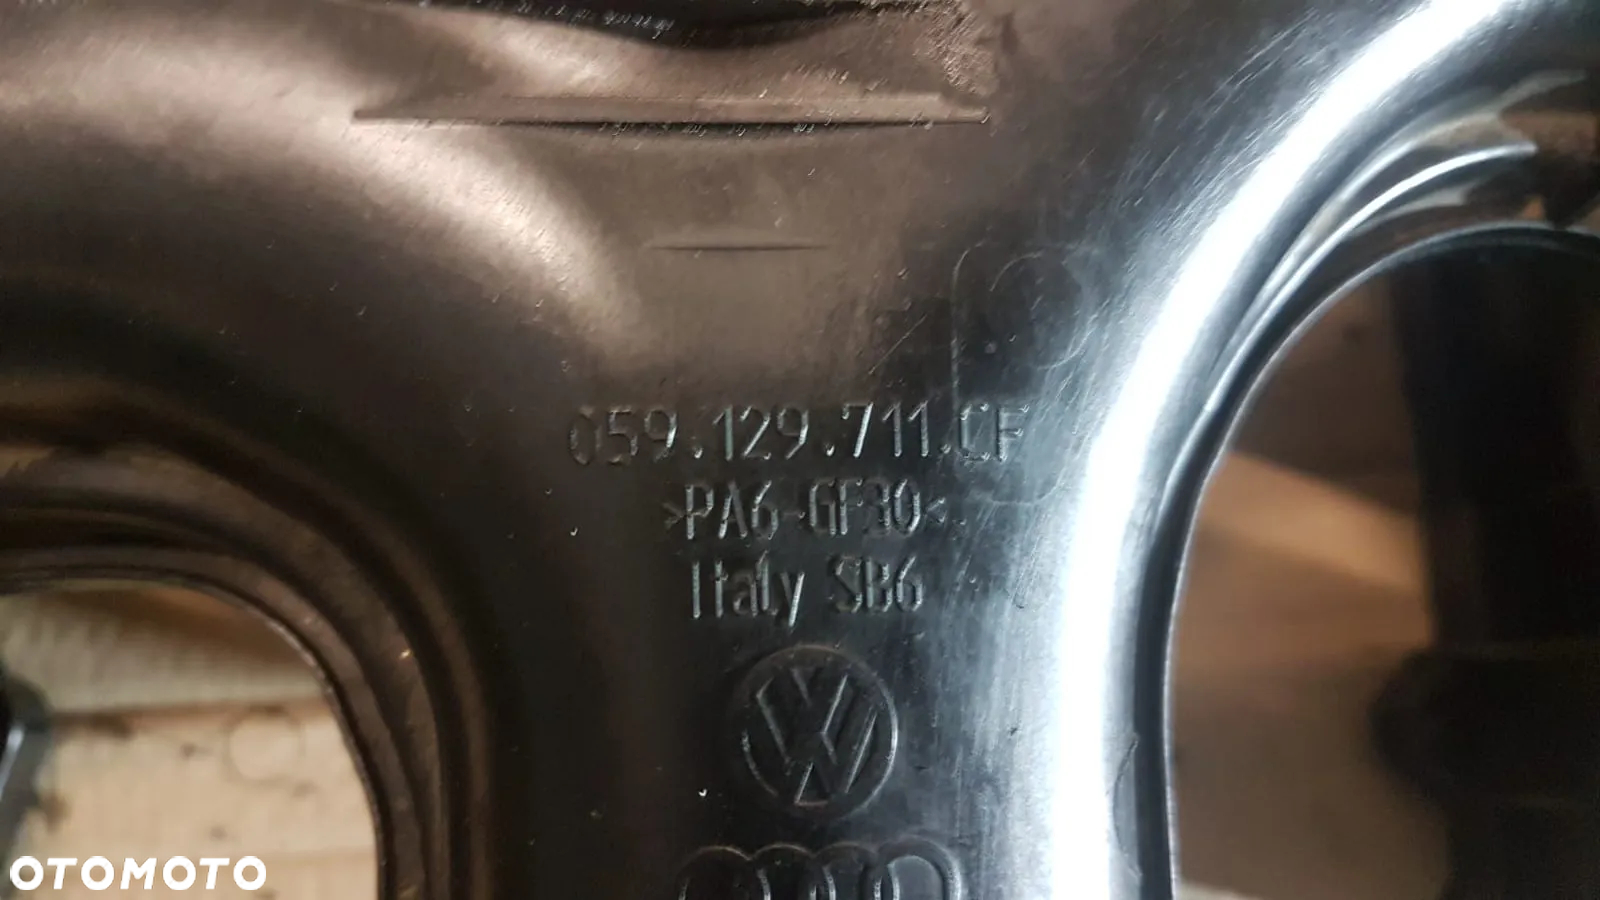 059.129.711.CF
>PA6-GF30<
Italy SB6
OTOMOTO